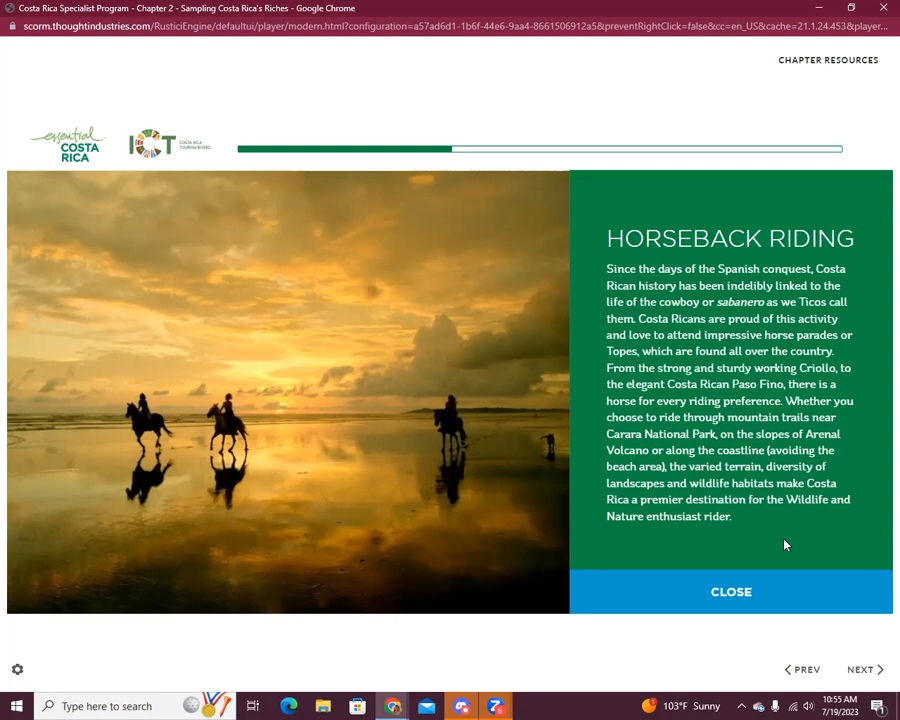 Costa Rica Specialist Program - Chapter 2 - Sampling Costa Rica's Riches - Google Chrome
scorm.thoughtindustries.com/RusticiEngine/defaultui/player/modern.html?configuration=a57ad6d1-1b6f-44e6-9aa4-8661506912a5&preventRightClick=false&cc=en_US&cache=21.1.24.453&player...
CHAPTER RESOURCES
essential
COSTA
RICA
ICT
COSTA RICA
TOURISM BOARD
HORSEBACK RIDING
Since the days of the Spanish conquest, Costa
Rican history has been indelibly linked to the
life of the cowboy or sabanero as we Ticos call
them. Costa Ricans are proud of this activity
and love to attend impressive horse parades or
Topes, which are found all over the country.
From the strong and sturdy working Criollo, to
the elegant Costa Rican Paso Fino, there is a
horse for every riding preference. Whether you
choose to ride through mountain trails near
Carara National Park, on the slopes of Arenal
Volcano or along the coastline (avoiding the
beach area), the varied terrain, diversity of
landscapes and wildlife habitats make Costa
Rica a premier destination for the Wildlife and
Nature enthusiast rider.
CLOSE
PREV
NEXT
Type here to search
103°F Sunny
10:55 AM
7/19/2023
1